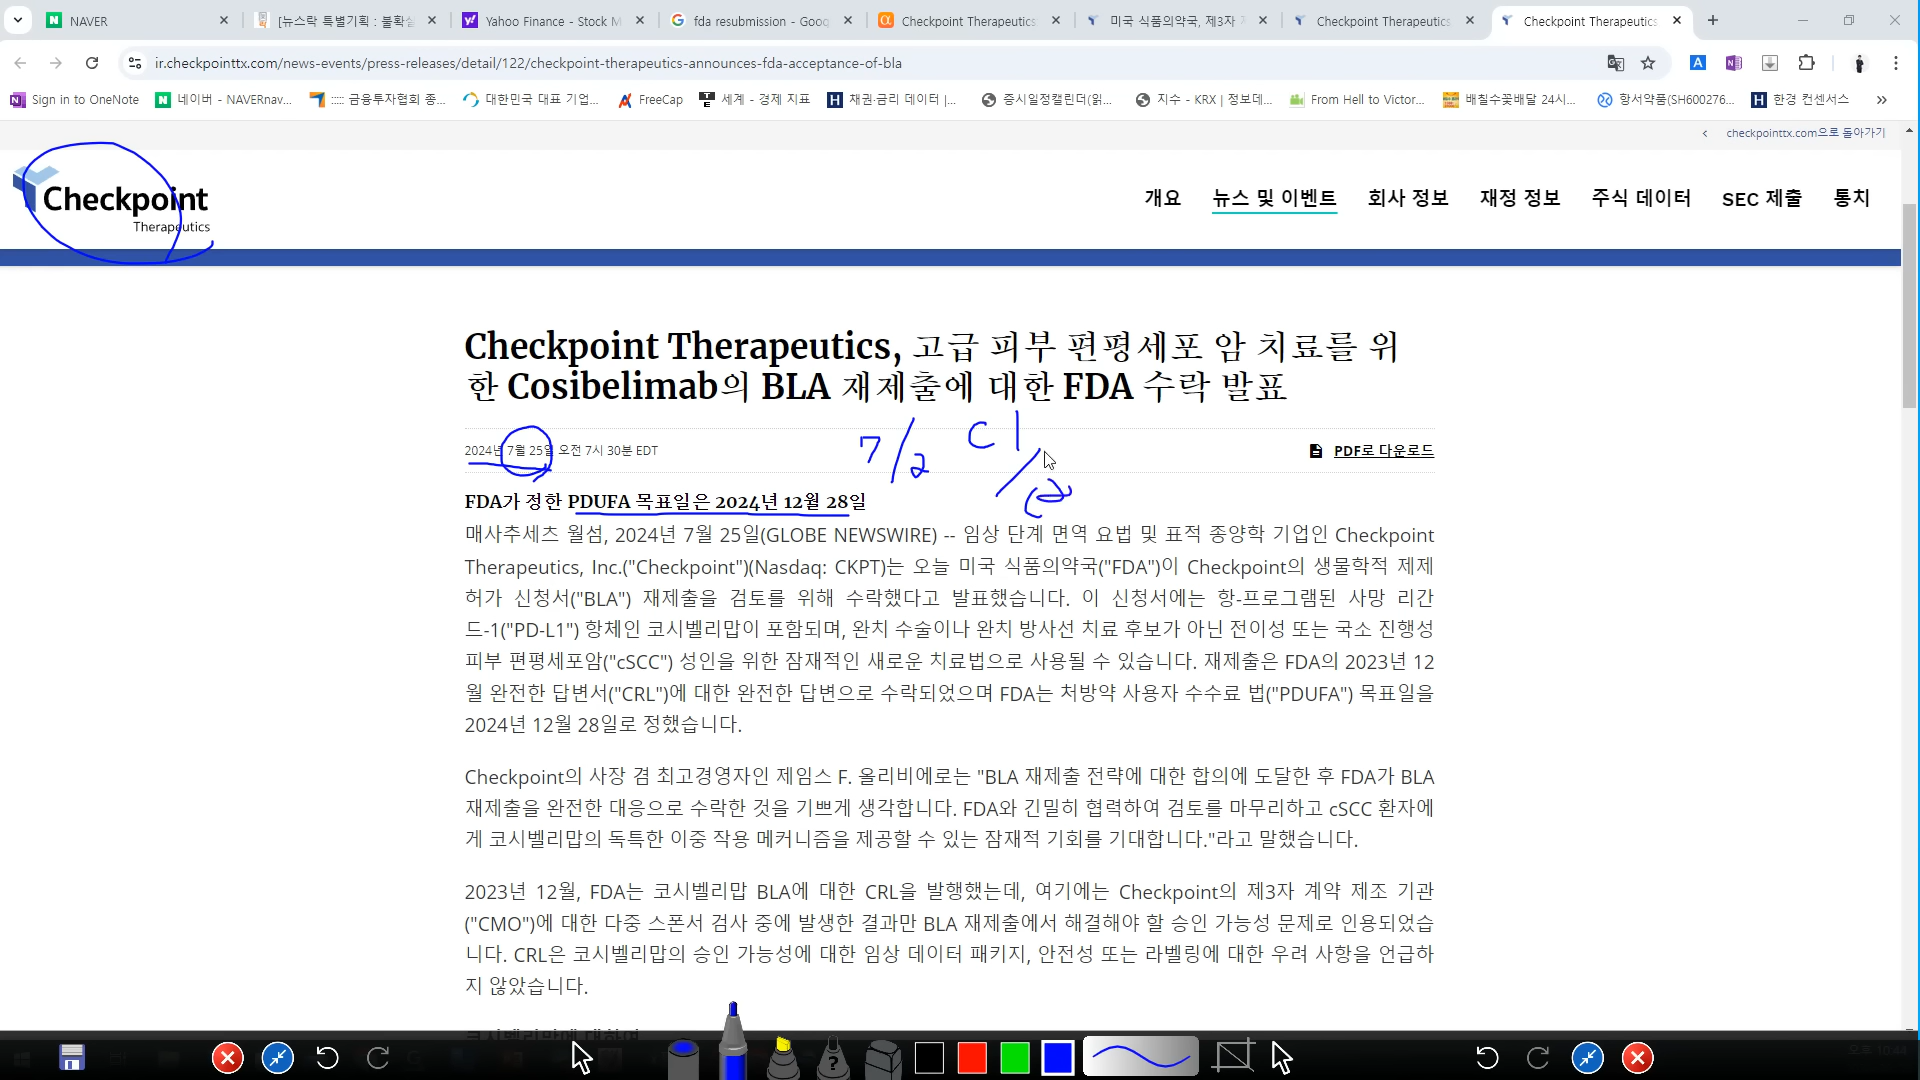 NAVER
[뉴스락 특별기획 : 불확실
Yahoo Finance - Stock M
fda resubmission - Goog
Checkpoint Therapeutics
미국 식품의약국, 제3자
Checkpoint Therapeutics
Checkpoint Therapeutics
ir.checkpointtx.com/news-events/press-releases/detail/122/checkpoint-therapeutics-announces-fda-acceptance-of-bla
Sign in to OneNote
네이버 - NAVERnav...
::::: 금융투자협회 종...
대한민국 대표 기업...
FreeCap
세계 - 경제 지표
채권·금리 데이터 |...
증시일정캘린더(읽...
지수 - KRX | 정보데...
From Hell to Victor...
배칠수꽃배달 24시...
항서약품(SH600276...
한경 컨센서스
checkpointtx.com으로 돌아가기
Checkpoint
Therapeutics
개요 뉴스 및 이벤트 회사 정보 재정 정보 주식 데이터 SEC 제출 통치
Checkpoint Therapeutics, 고급 피부 편평세포 암 치료를 위
한 Cosibelimab의 BLA 재제출에 대한 FDA 수락 발표
2024년 7월 25일 오전 7시 30분 EDT
7/2
PDF로 다운로드
FDA가 정한 PDUFA 목표일은 2024년 12월 28일
매사추세츠 월섬, 2024년 7월 25일(GLOBE NEWSWIRE) -- 임상 단계 면역 요법 및 표적 종양학 기업인 Checkpoint
Therapeutics, Inc.("Checkpoint")(Nasdaq: CKPT)는 오늘 미국 식품의약국("FDA")이 Checkpoint의 생물학적 제제
허가 신청서("BLA") 재제출을 검토를 위해 수락했다고 발표했습니다. 이 신청서에는 항-프로그램된 사망 리간
드-1("PD-L1") 항체인 코시벨리맙이 포함되며, 완치 수술이나 완치 방사선 치료 후보가 아닌 전이성 또는 국소 진행성
피부 편평세포암("cSCC") 성인을 위한 잠재적인 새로운 치료법으로 사용될 수 있습니다. 재제출은 FDA의 2023년 12
월 완전한 답변서("CRL")에 대한 완전한 답변으로 수락되었으며 FDA는 처방약 사용자 수수료 법("PDUFA") 목표일을
2024년 12월 28일로 정했습니다.
Checkpoint의 사장 겸 최고경영자인 제임스 F. 올리비에로는 "BLA 재제출 전략에 대한 합의에 도달한 후 FDA가 BLA
재제출을 완전한 대응으로 수락한 것을 기쁘게 생각합니다. FDA와 긴밀히 협력하여 검토를 마무리하고 cSCC 환자에
게 코시벨리맙의 독특한 이중 작용 메커니즘을 제공할 수 있는 잠재적 기회를 기대합니다."라고 말했습니다.
2023년 12월, FDA는 코시벨리맙 BLA에 대한 CRL을 발행했는데, 여기에는 Checkpoint의 제3자 계약 제조 기관
("CMO")에 대한 다중 스폰서 검사 중에 발생한 결과만 BLA 재제출에서 해결해야 할 승인 가능성 문제로 인용되었습
니다. CRL은 코시벨리맙의 승인 가능성에 대한 임상 데이터 패키지, 안전성 또는 라벨링에 대한 우려 사항을 언급하
지 않았습니다.
코시벨리맙에 대하여